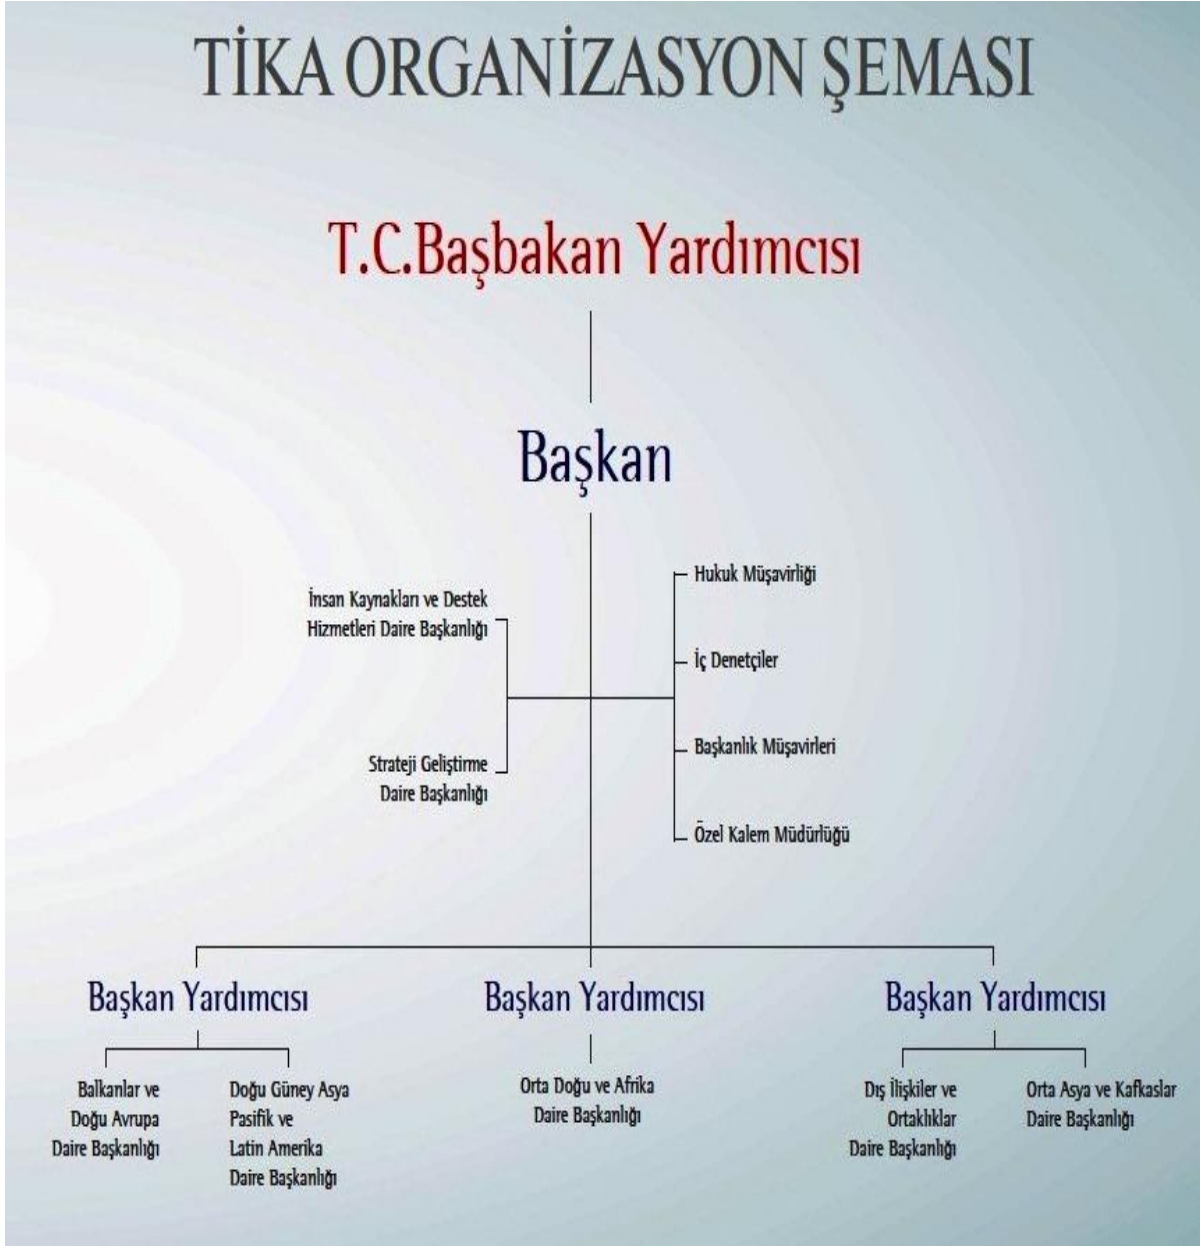 TİKA ORGANİZASYON ŞEMASI
T.C.Başbakan Yardımcısı
Başkan
İnsan Kaynakları ve Destek
Hizmetleri Daire Başkanlığı
Strateji Geliştirme
Daire Başkanlığı
Hukuk Müşavirliği
İç Denetçiler
Başkanlık Müşavirleri
Özel Kalem Müdürlüğü
Başkan Yardımcısı
Balkanlar ve
Doğu Avrupa
Daire Başkanlığı
Doğu Güney Asya
Pasifik ve
Latin Amerika
Daire Başkanlığı
Başkan Yardımcısı
Orta Doğu ve Afrika
Daire Başkanlığı
Başkan Yardımcısı
Dış İlişkiler ve
Ortaklıklar
Daire Başkanlığı
Orta Asya ve Kafkaslar
Daire Başkanlığı